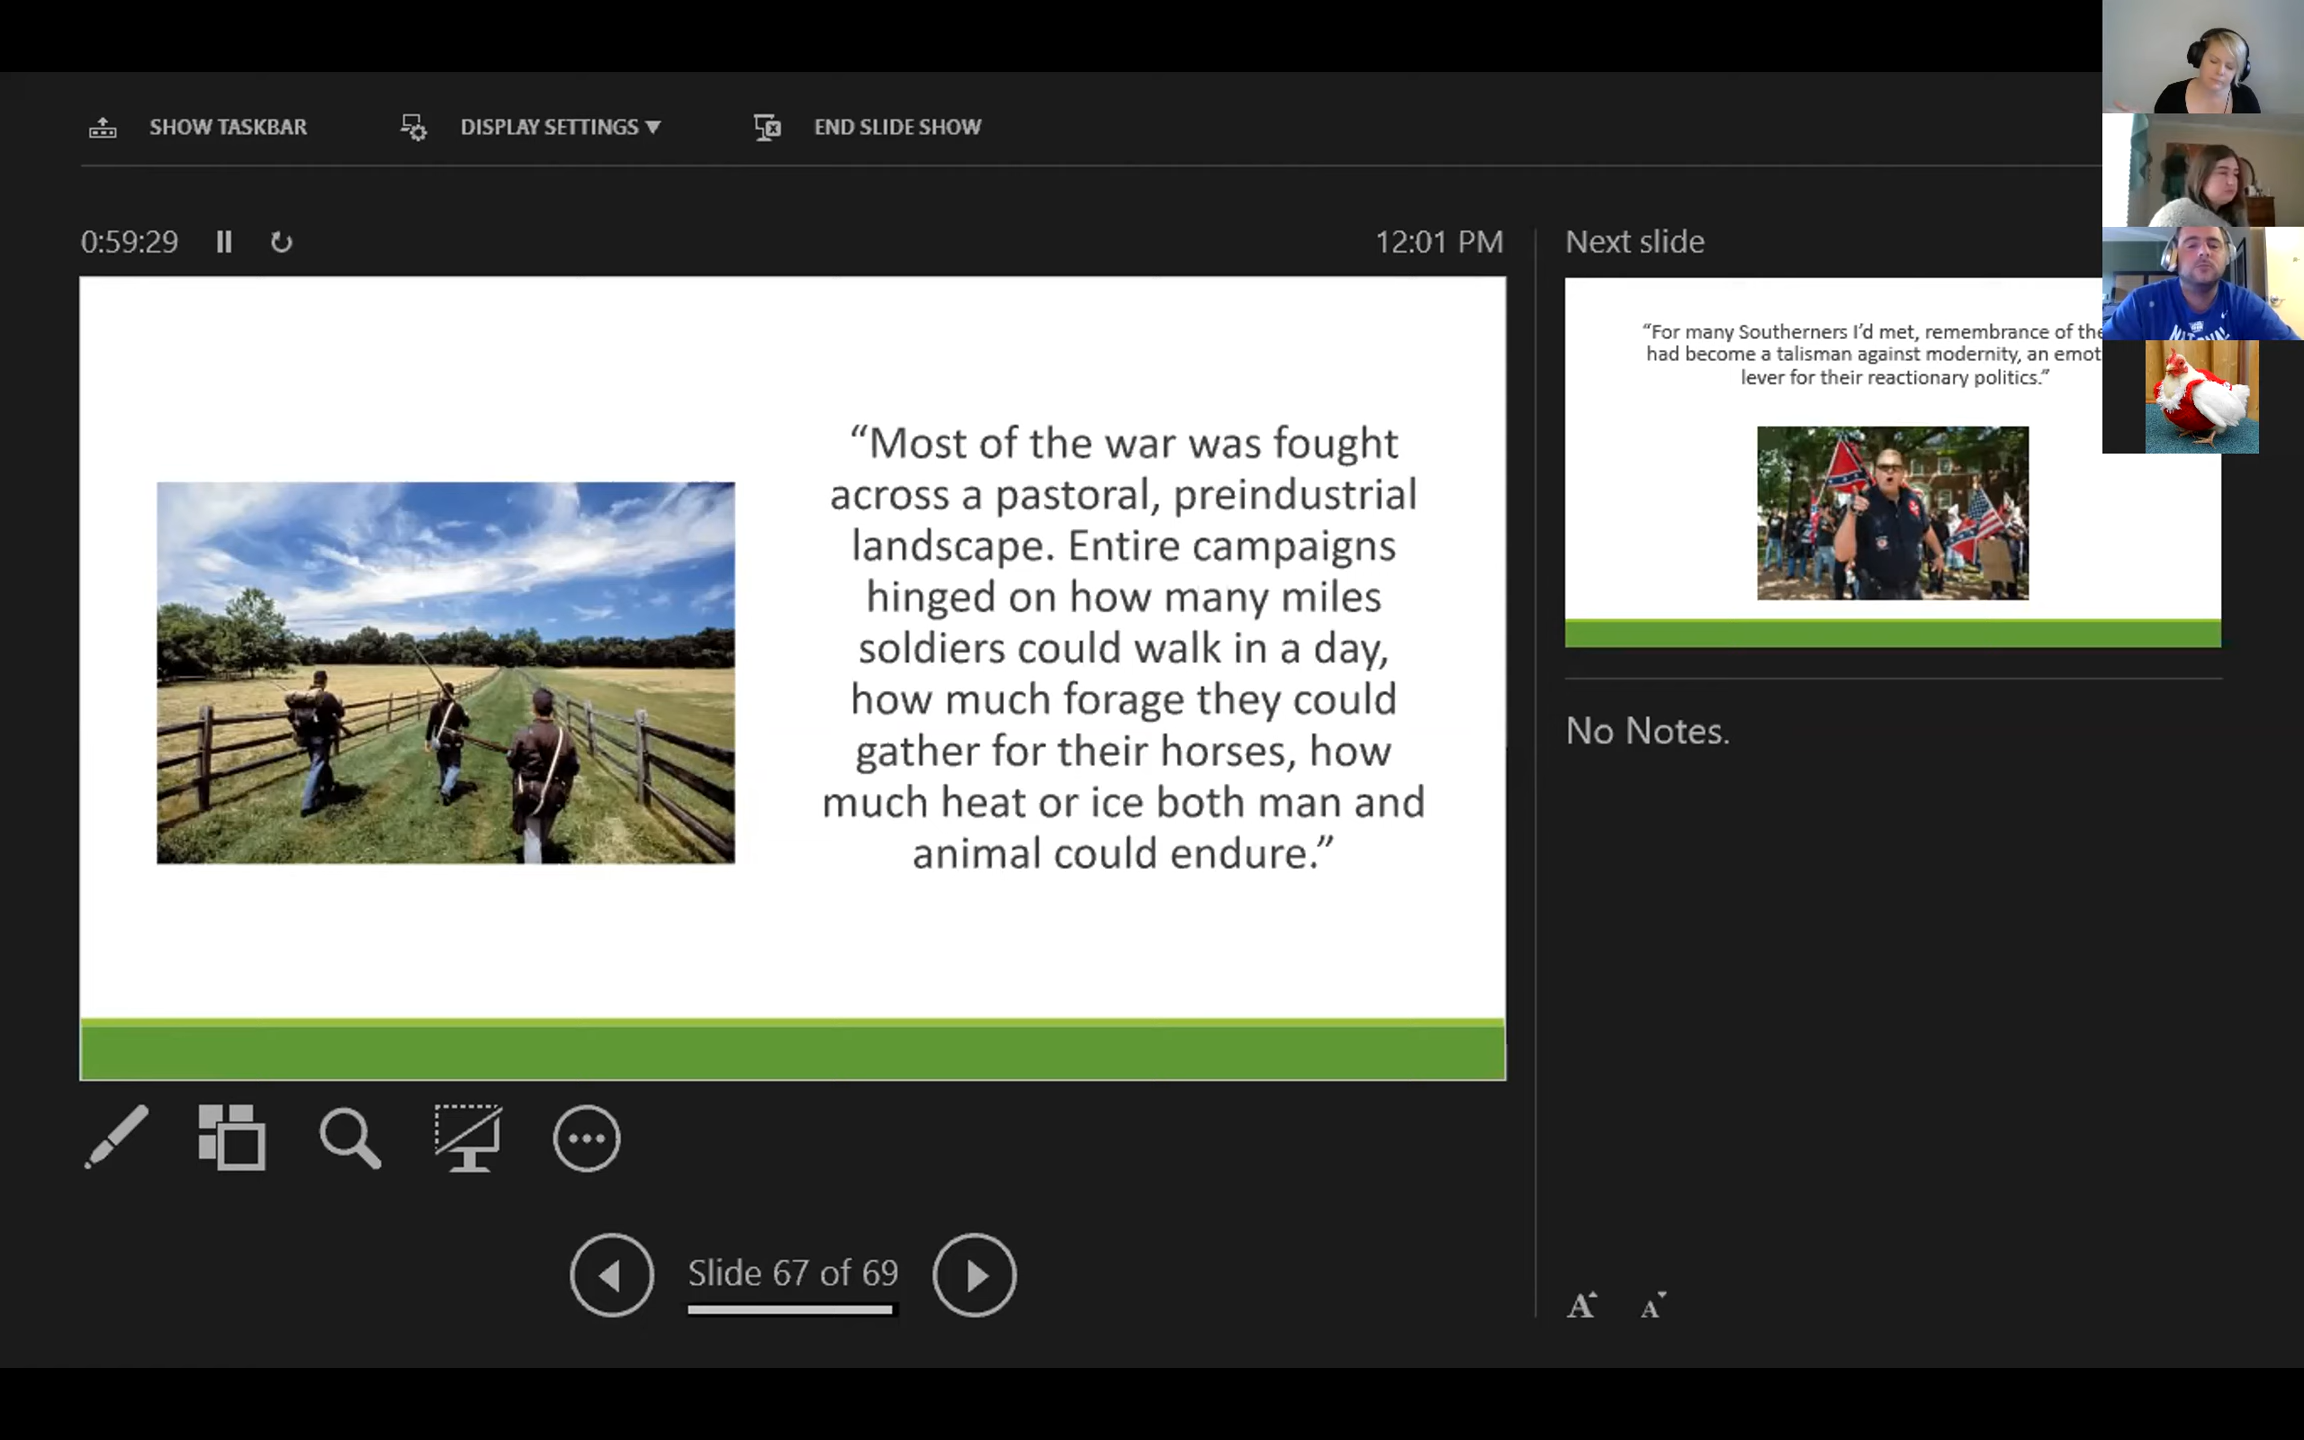 SHOW TASKBAR
DISPLAY SETTINGS ▼
END SLIDE SHOW
0:59:29
12:01 PM
“Most of the war was fought
across a pastoral, preindustrial
landscape. Entire campaigns
hinged on how many miles
soldiers could walk in a day,
how much forage they could
gather for their horses, how
much heat or ice both man and
animal could endure.”
Slide 67 of 69
Next slide
“For many Southerners I’d met, remembrance of the
had become a talisman against modernity, an
lever for their reactionary politics.”
No Notes.
A
A